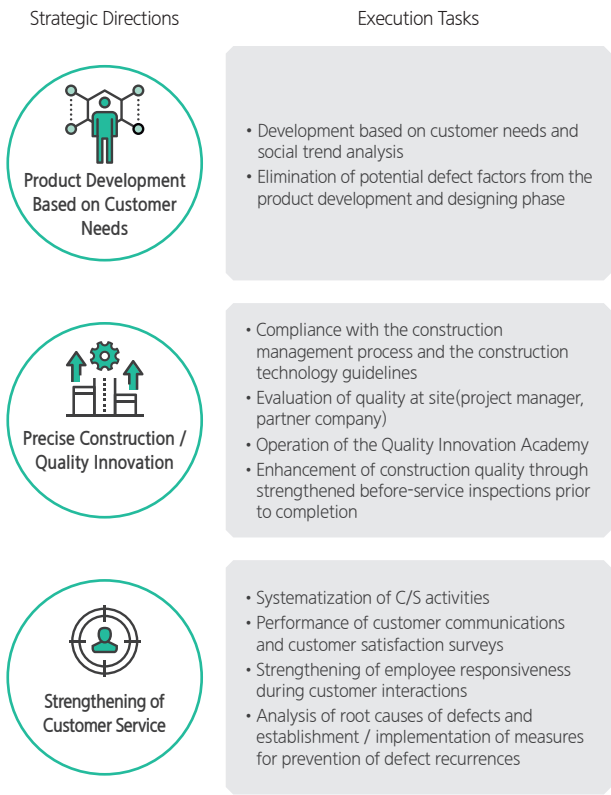 Strategic Directions
Execution Tasks
Product Development
Based on Customer
Needs
• Development based on customer needs and
social trend analysis
• Elimination of potential defect factors from the
product development and designing phase
Precise Construction /
Quality Innovation
• Compliance with the construction
management process and the construction
technology guidelines
• Evaluation of quality at site(project manager,
partner company)
• Operation of the Quality Innovation Academy
• Enhancement of construction quality through
strengthened before-service inspections prior
to completion
Strengthening of
Customer Service
• Systematization of C/S activities
• Performance of customer communications
and customer satisfaction surveys
• Strengthening of employee responsiveness
during customer interactions
• Analysis of root causes of defects and
establishment / implementation of measures
for prevention of defect recurrences